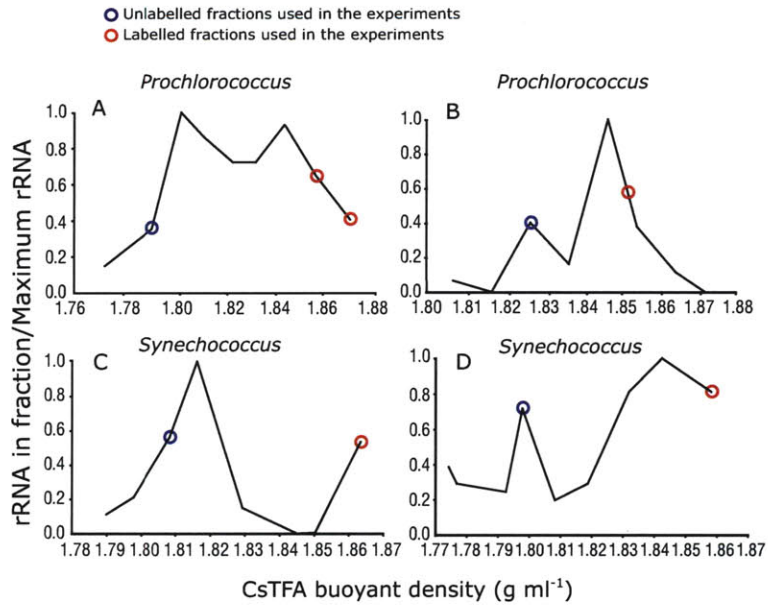 Unlabelled fractions used in the experiments
Labelled fractions used in the experiments
Prochlorococcus
Prochlorococcus
A
B
1.0
0.8
0.6
0.4
0.2
0.0
1.76 1.78 1.80 1.82 1.84 1.86 1.88
1.0
0.8
0.6
0.4
0.2
0.0
1.80 1.81 1.82 1.83 1.84 1.85 1.86 1.87 1.88
rRNA in fraction/Maximum rRNA
Synechococcus
Synechococcus
C
D
1.0
0.8
0.6
0.4
0.2
0.0
1.78 1.79 1.80 1.81 1.82 1.83 1.84 1.85 1.86 1.87
1.0
0.8
0.6
0.4
0.2
0.0
1.77 1.78 1.79 1.80 1.81 1.82 1.83 1.84 1.85 1.86 1.87
CsTFA buoyant density (g ml⁻¹)